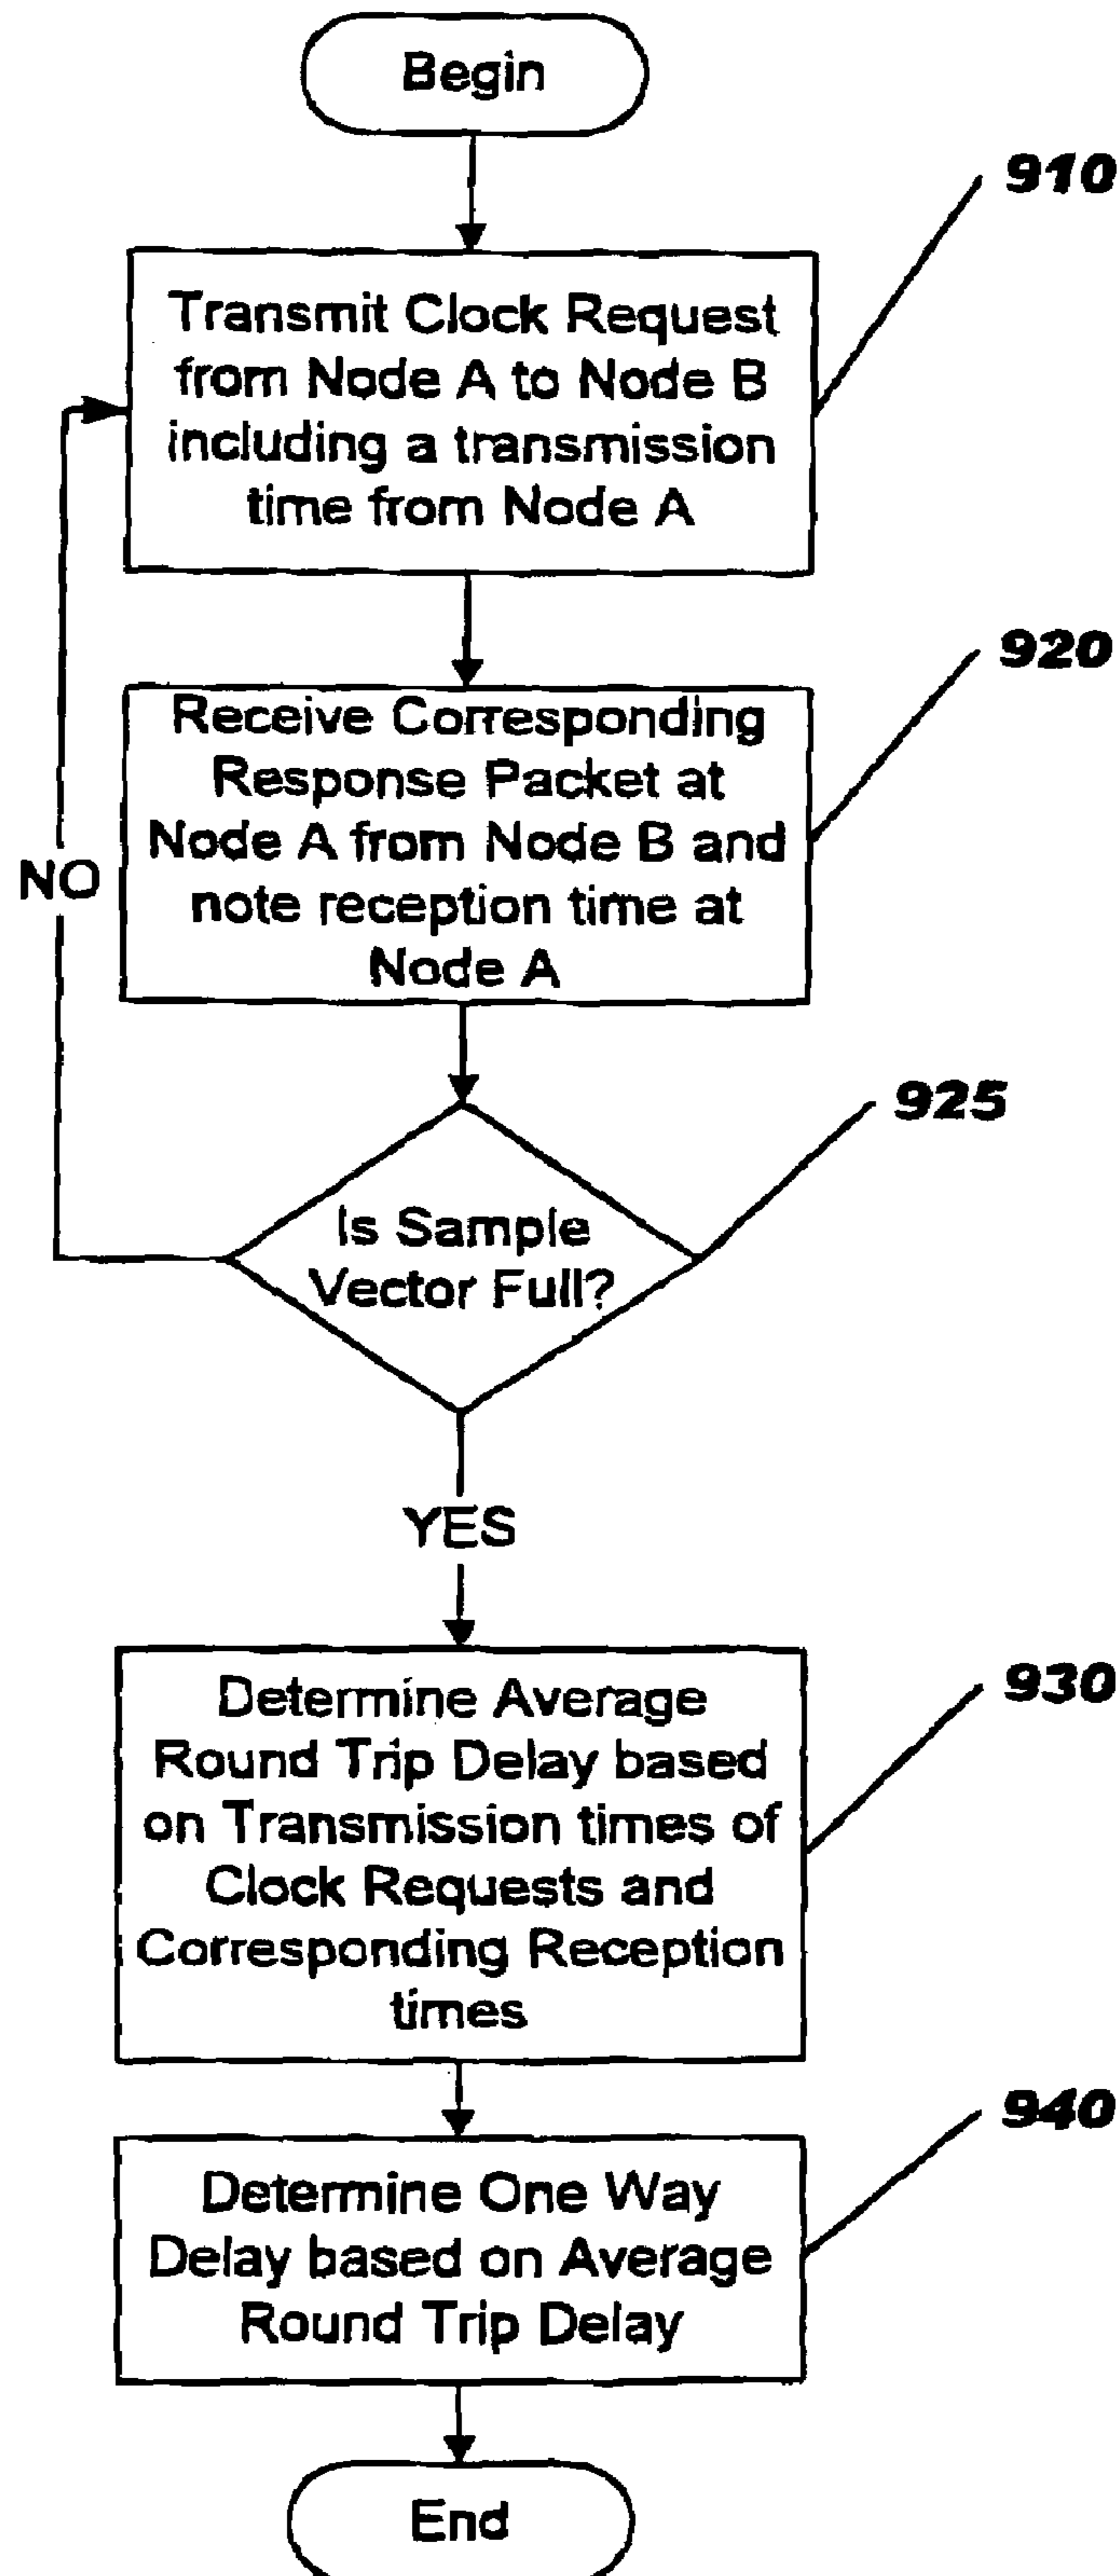 Begin
910
Transmit Clock Request
from Node A to Node B
including a transmission
time from Node A
920
Receive Corresponding
Response Packet at
Node A from Node B and
note reception time at
Node A
NO
925
Is Sample
Vector Full?
YES
930
Determine Average
Round Trip Delay based
on Transmission times of
Clock Requests and
Corresponding Reception
times
940
Determine One Way
Delay based on Average
Round Trip Delay
End